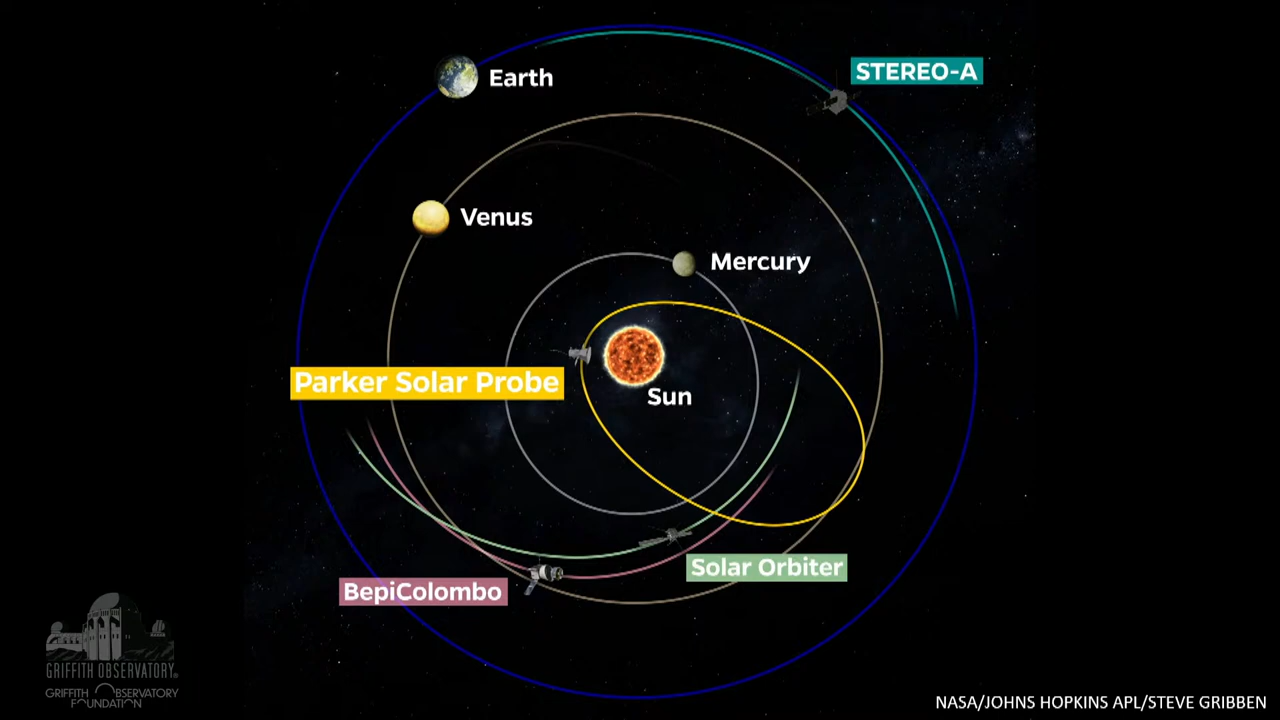 Earth
STEREO-A
Venus
Mercury
Parker Solar Probe
Sun
Solar Orbiter
BepiColombo
GRIFFITH OBSERVATORY®
GRIFFITH OBSERVATORY
FOUNDATION
NASA/JOHNS HOPKINS APL/STEVE GRIBBEN